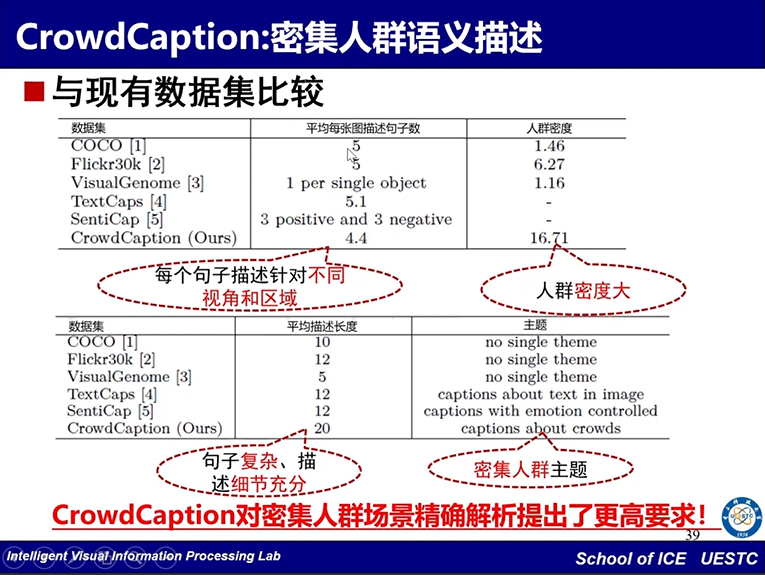 CrowdCaption:密集人群语义描述
与现有数据集比较
数据集 平均每张图描述句子数 人群密度
COCO [1] 5 1.46
Flickr30k [2] 5 6.27
VisualGenome [3] 1 per single object 1.16
TextCaps [4] 5.1 -
SentiCap [5] 3 positive and 3 negative -
CrowdCaption (Ours) 4.4 16.71
每个句子描述针对不同
视角和区域
人群密度大
数据集 平均描述长度 主题
COCO [1] 10 no single theme
Flickr30k [2] 12 no single theme
VisualGenome [3] 5 no single theme
TextCaps [4] 12 captions about text in image
SentiCap [5] 12 captions with emotion controlled
CrowdCaption (Ours) 20 captions about crowds
句子复杂、描
述细节充分
密集人群主题
CrowdCaption对密集人群场景精确解析提出了更高要求!
39
Intelligent Visual Information Processing Lab
School of ICE UESTC